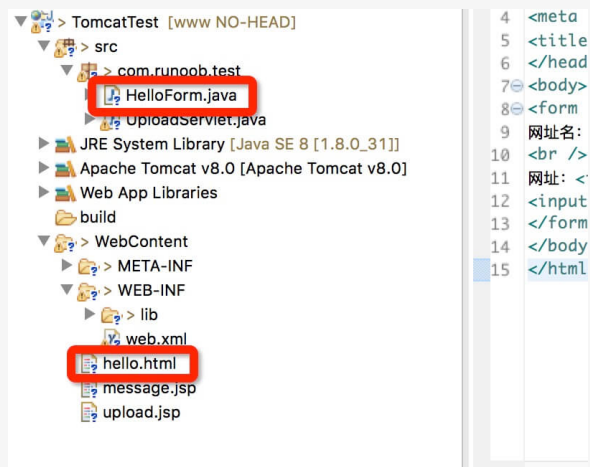 > TomcatTest [www NO-HEAD]
> src
> com.runoob.test
HelloForm.java
UploadServlet.java
JRE System Library [Java SE 8 [1.8.0_31]]
Apache Tomcat v8.0 [Apache Tomcat v8.0]
Web App Libraries
build
> WebContent
> META-INF
> WEB-INF
> lib
web.xml
hello.html
message.jsp
upload.jsp
4 <meta
5 <title
6 </head
7 <body>
8 <form
9 网址名：
10 <br />
11 网址：<
12 <input
13 </form
14 </body
15 </html